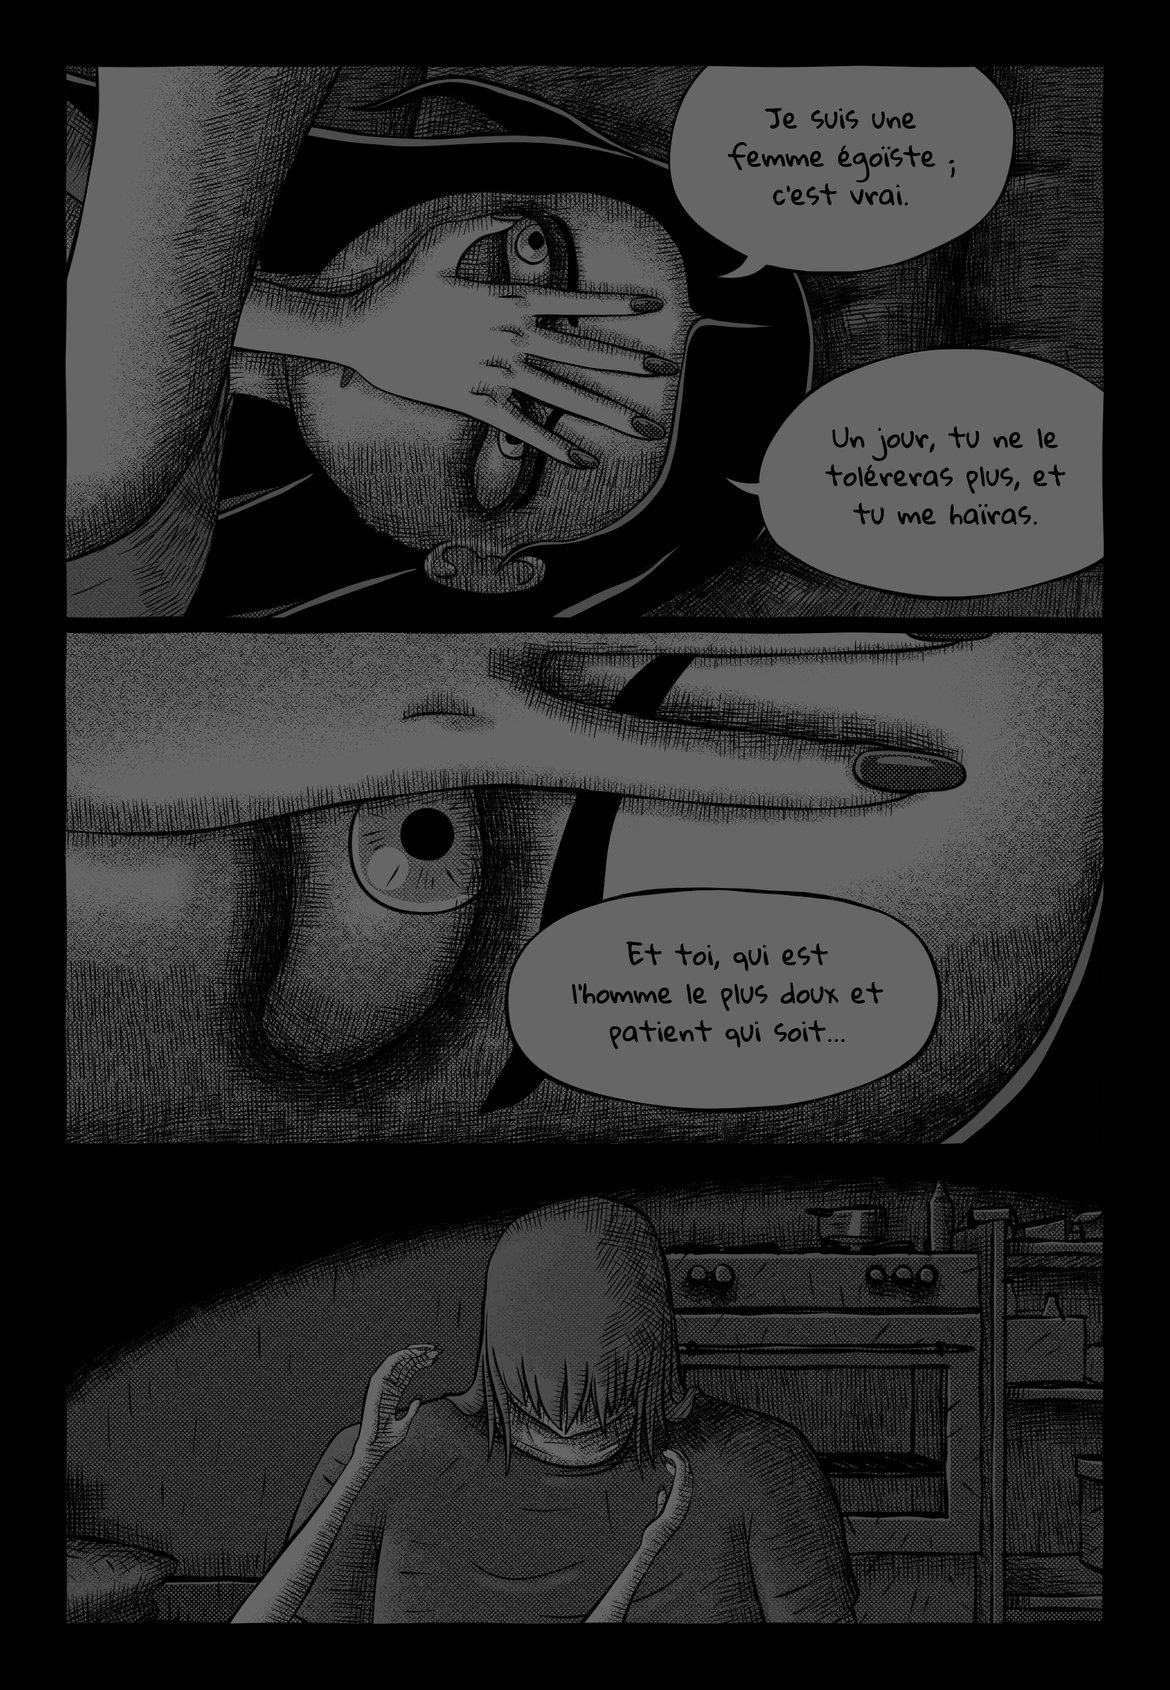 Je suis une
femme égoïste ;
c'est vrai.
Un jour, tu ne le
toléreras plus, et
tu me haïras.
Et toi, qui est
l'homme le plus doux et
patient qui soit...